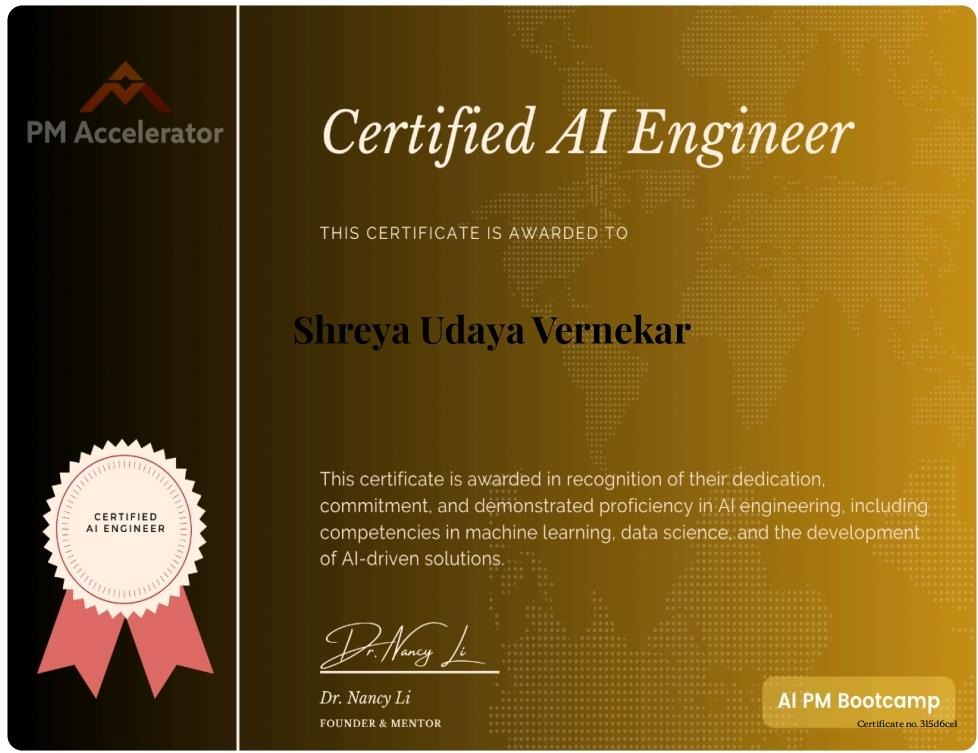 PM Accelerator
Certified AI Engineer
THIS CERTIFICATE IS AWARDED TO
Shreya Udaya Vernekar
This certificate is awarded in recognition of their dedication,
commitment, and demonstrated proficiency in AI engineering, including
competencies in machine learning, data science, and the development
of AI-driven solutions.
CERTIFIED
AI ENGINEER
Dr. Nancy Li
Dr. Nancy Li
FOUNDER & MENTOR
AI PM Bootcamp
Certificate no. 315d6ce1